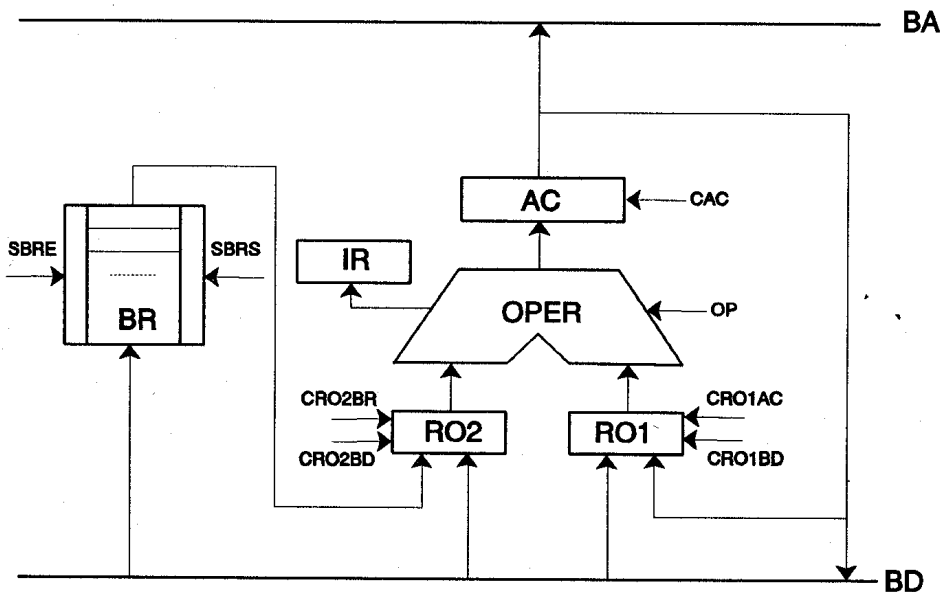 BA
AC
CAC
SBRE
SBRS
IR
BR
OPER
OP
CRO2BR
CRO1AC
RO2
RO1
CRO2BD
CRO1BD
BD